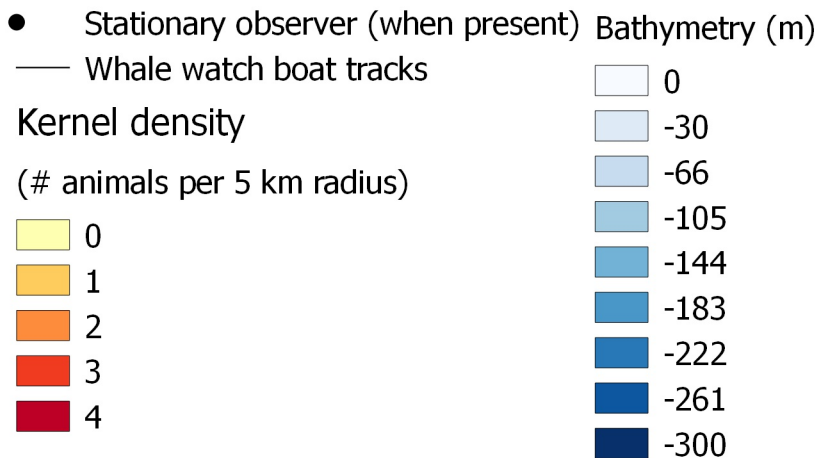 Stationary observer (when present)
Whale watch boat tracks
Kernel density
(# animals per 5 km radius)
0
1
2
3
4
Bathymetry (m)
0
-30
-66
-105
-144
-183
-222
-261
-300